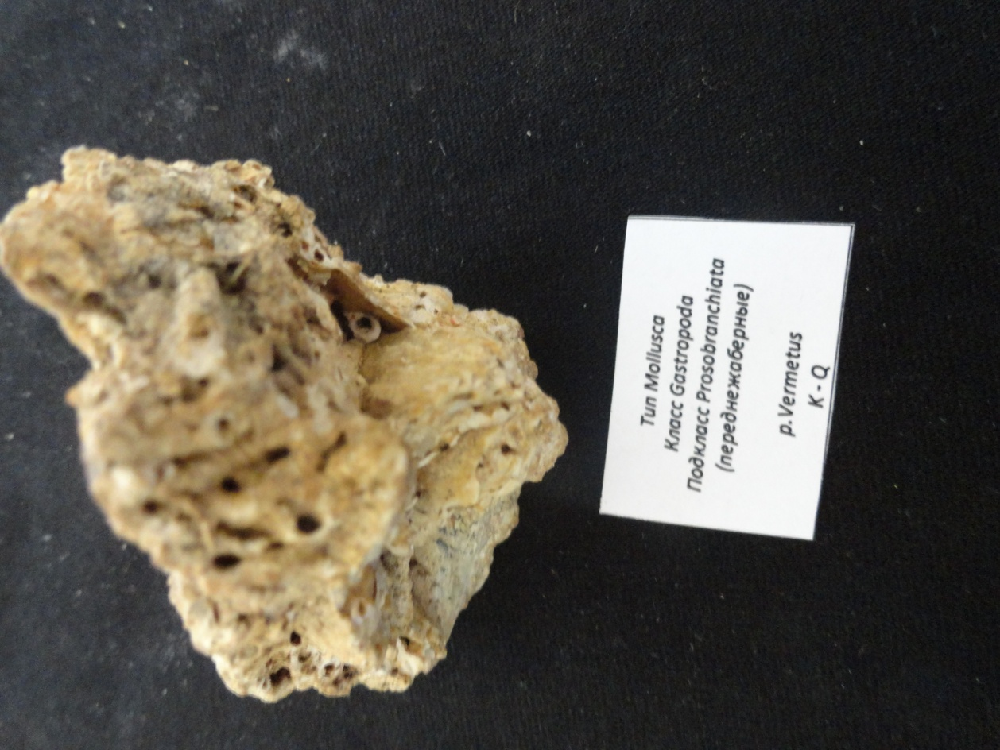 Тип Mollusca
Класс Gastropoda
Подкласс Prosobranchiata
(переднежаберные)
р.Vermetus
K - Q